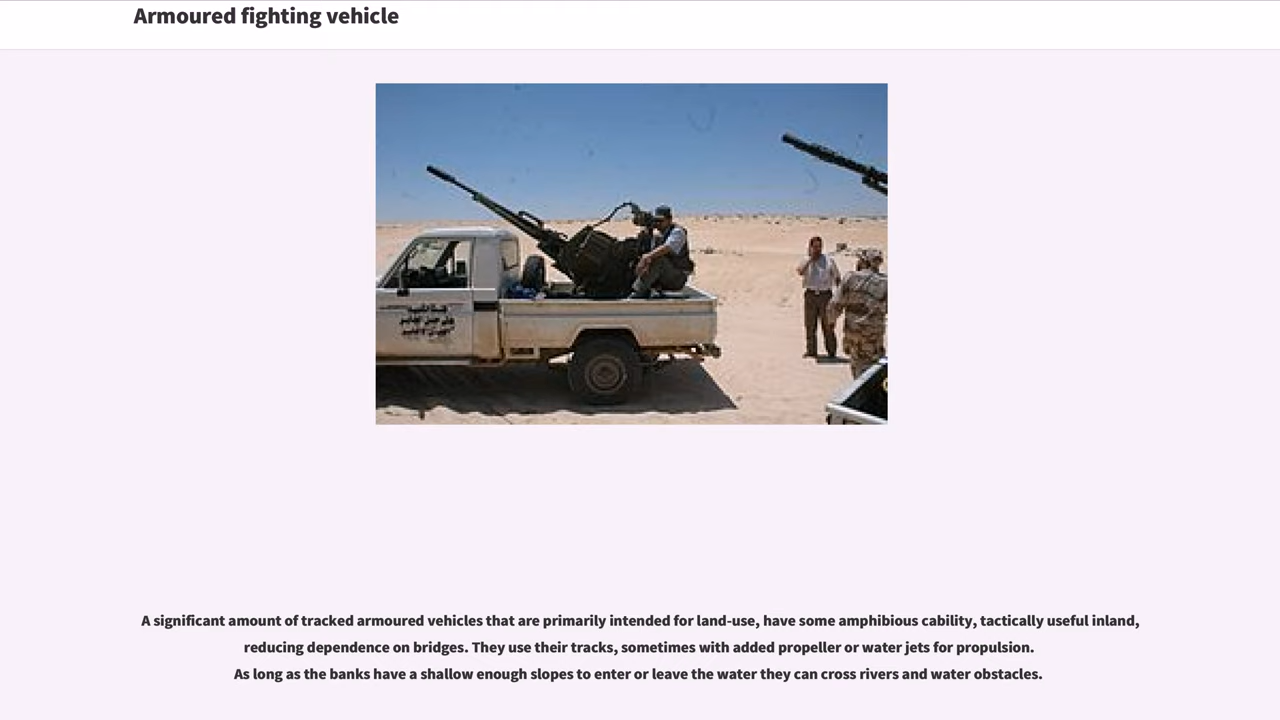 Armoured fighting vehicle
A significant amount of tracked armoured vehicles that are primarily intended for land-use, have some amphibious cability, tactically useful inland,
reducing dependence on bridges. They use their tracks, sometimes with added propeller or water jets for propulsion.
As long as the banks have a shallow enough slopes to enter or leave the water they can cross rivers and water obstacles.